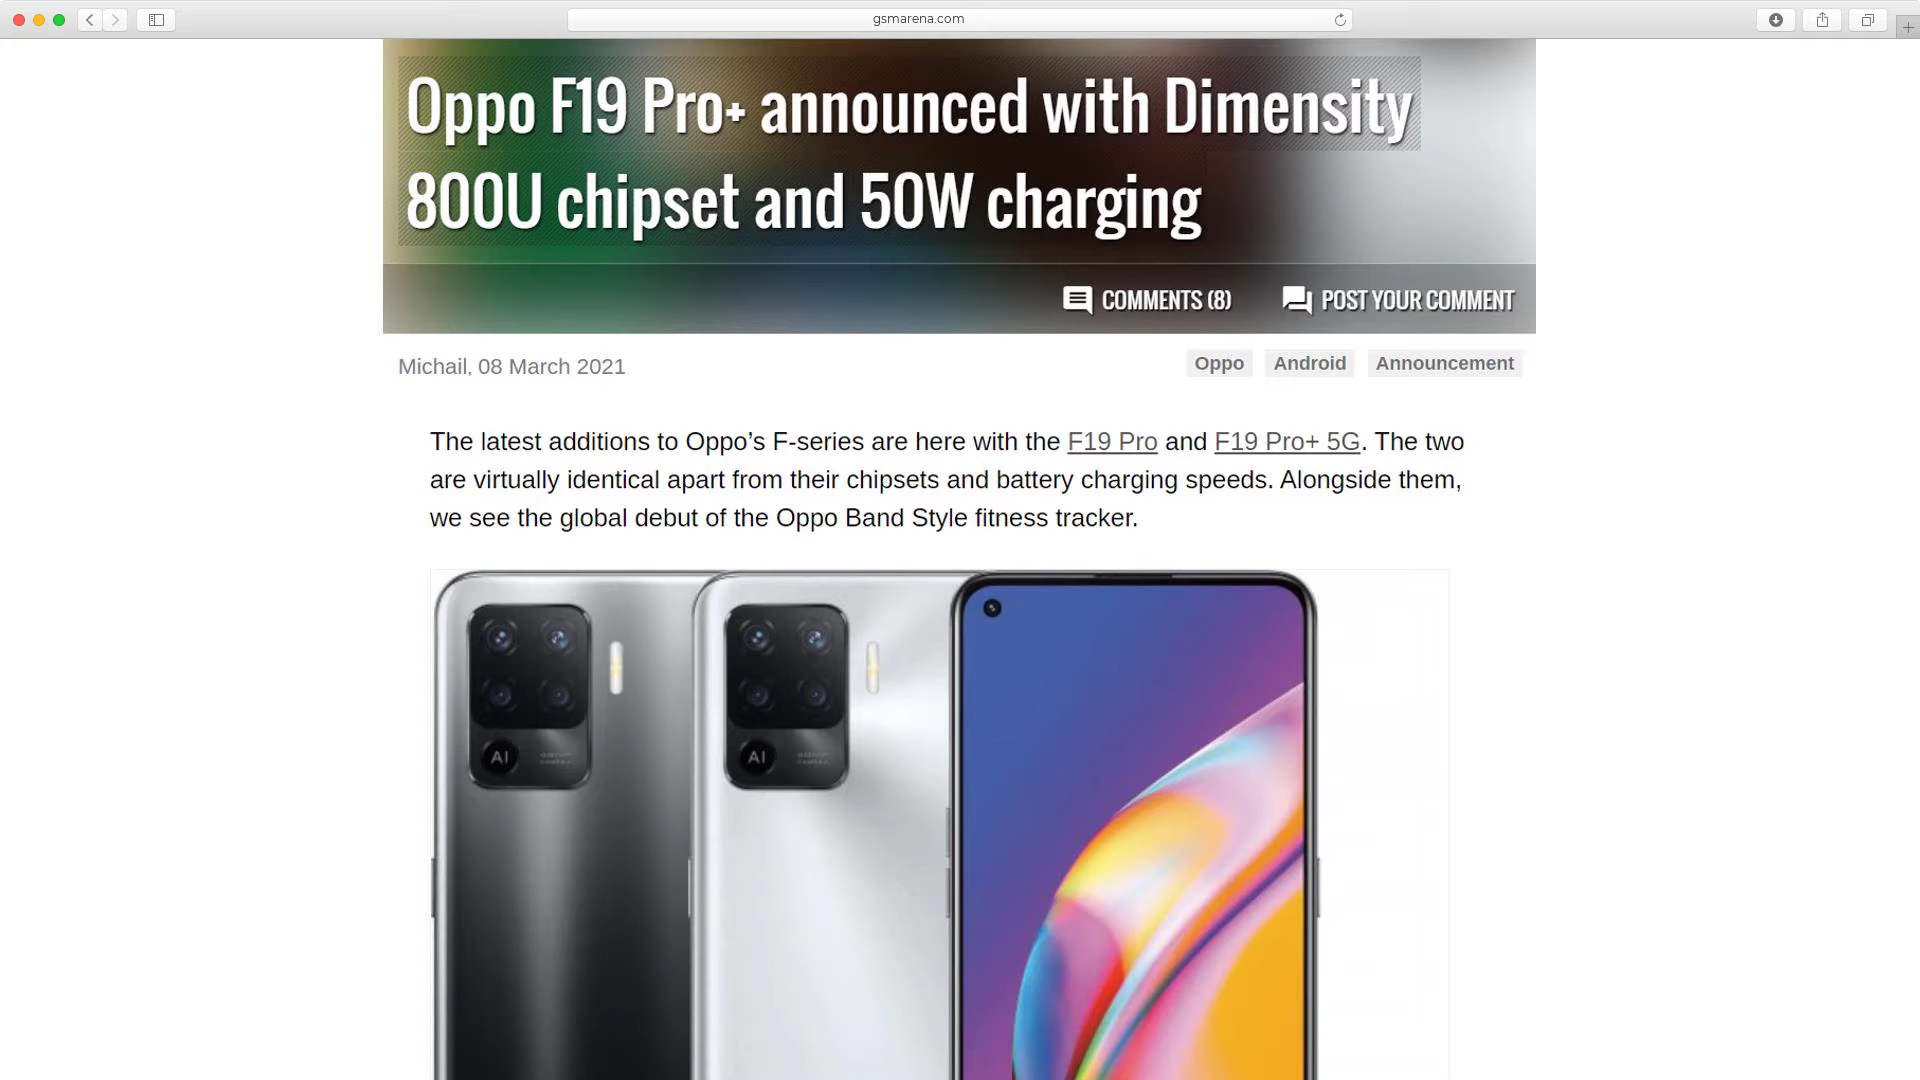 gsmarena.com
Oppo F19 Pro+ announced with Dimensity
800U chipset and 50W charging
COMMENTS (8) POST YOUR COMMENT
Michail, 08 March 2021
Oppo Android Announcement
The latest additions to Oppo’s F-series are here with the F19 Pro and F19 Pro+ 5G. The two
are virtually identical apart from their chipsets and battery charging speeds. Alongside them,
we see the global debut of the Oppo Band Style fitness tracker.
AI AI